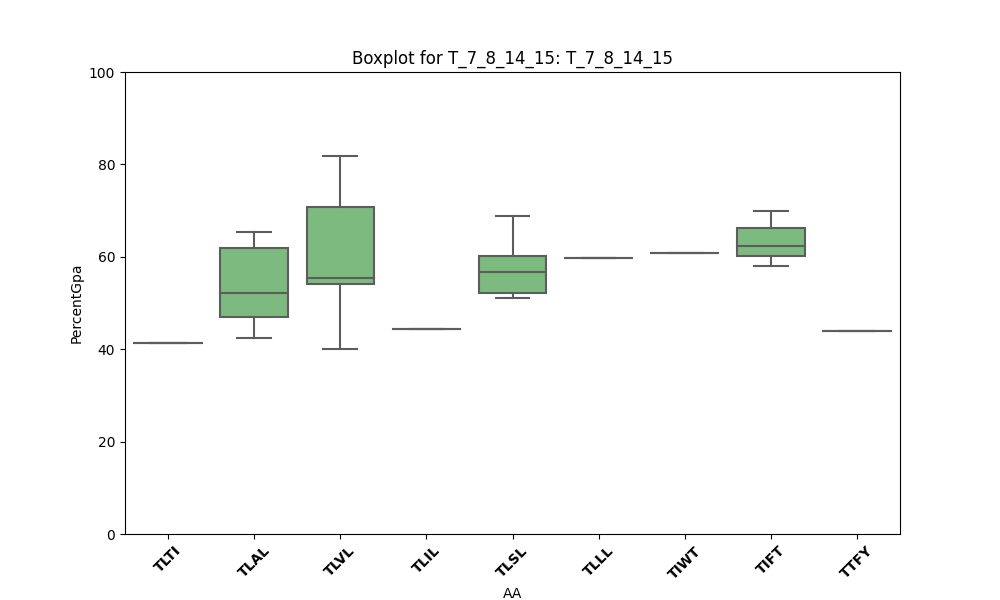 Boxplot for T_7_8_14_15: T_7_8_14_15
100
80
60
40
20
0
PercentGpa
TLTI
TLAL
TLVL
TLIL
TLSL
TLLL
TIWT
TIFT
TTFY
AA